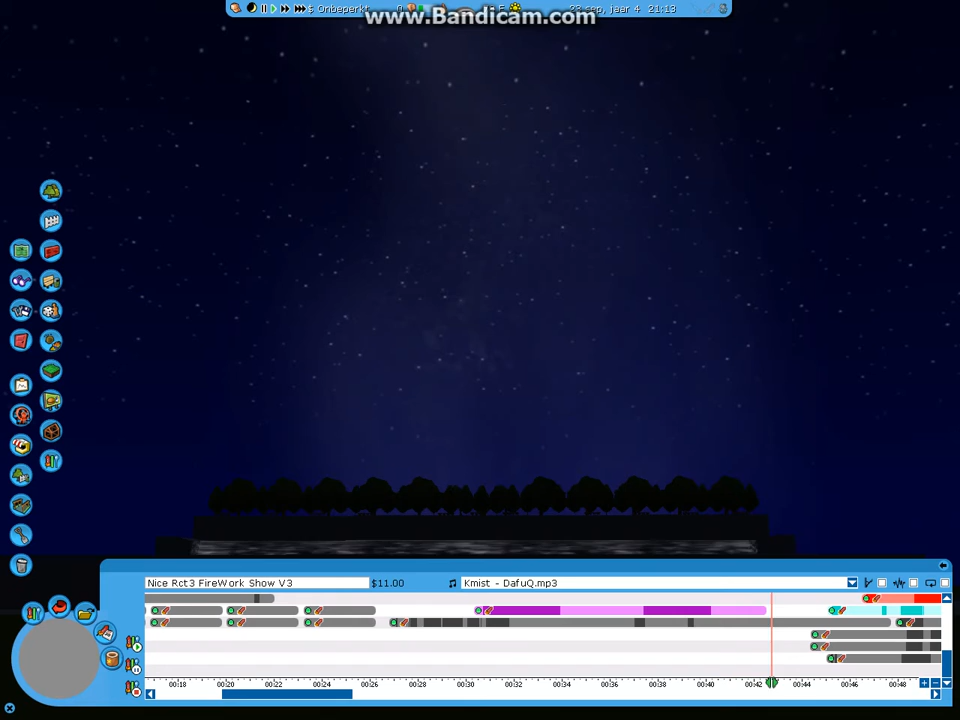 $ Onbeperkt
www.Bandicam.com
23 sep, jaar 4 21:13
Nice Rct3 FireWork Show V3
$11.00
Kmist - DafuQ.mp3
00:18 00:20 00:22 00:24 00:26 00:28 00:30 00:32 00:34 00:36 00:38 00:40 00:42 00:44 00:46 00:48